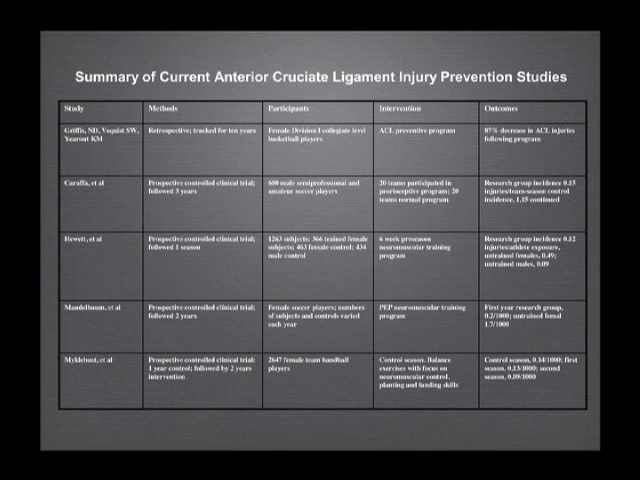 Summary of Current Anterior Cruciate Ligament Injury Prevention Studies
Study Methods Participants Intervention Outcomes
Griffis, ND, Vequist SW,
Yearout KM
Retrospective; tracked for ten years
Female Division I collegiate level
basketball players
ACL preventive program
87% decrease in ACL injuries
following program
Caraffa, et al
Prospective controlled clinical trial;
followed 3 years
600 male semiprofessional and
amateur soccer players
20 teams participated in
prorioceptive program; 20
teams normal program
Research group incidence 0.15
injuries/team-season control
incidence, 1.15 continued
Hewett, et al
Prospective controlled clinical trial;
followed 1 season
1263 subjects; 366 trained female
subjects; 463 female control; 434
male control
6 week preseason
neuromuscular training
program
Research group incidence 0.12
injuries/athlete exposure,
untrained females, 0.49;
untrained males, 0.09
Mandelbaum, et al
Prospective controlled clinical trial;
followed 2 years
Female soccer players; numbers
of subjects and controls varied
each year
PEP neuromuscular training
program
First year research group,
0.2/1000; untrained femal
1.7/1000
Myklebust, et al
Prospective controlled clinical trial:
1 year control; followed by 2 years
intervention
2647 female team handball
players
Control season. Balance
exercises with focus on
neuromuscular control,
planting and landing skills
Control season, 0.14/1000; first
season, 0.13/1000; second
season, 0.09/1000